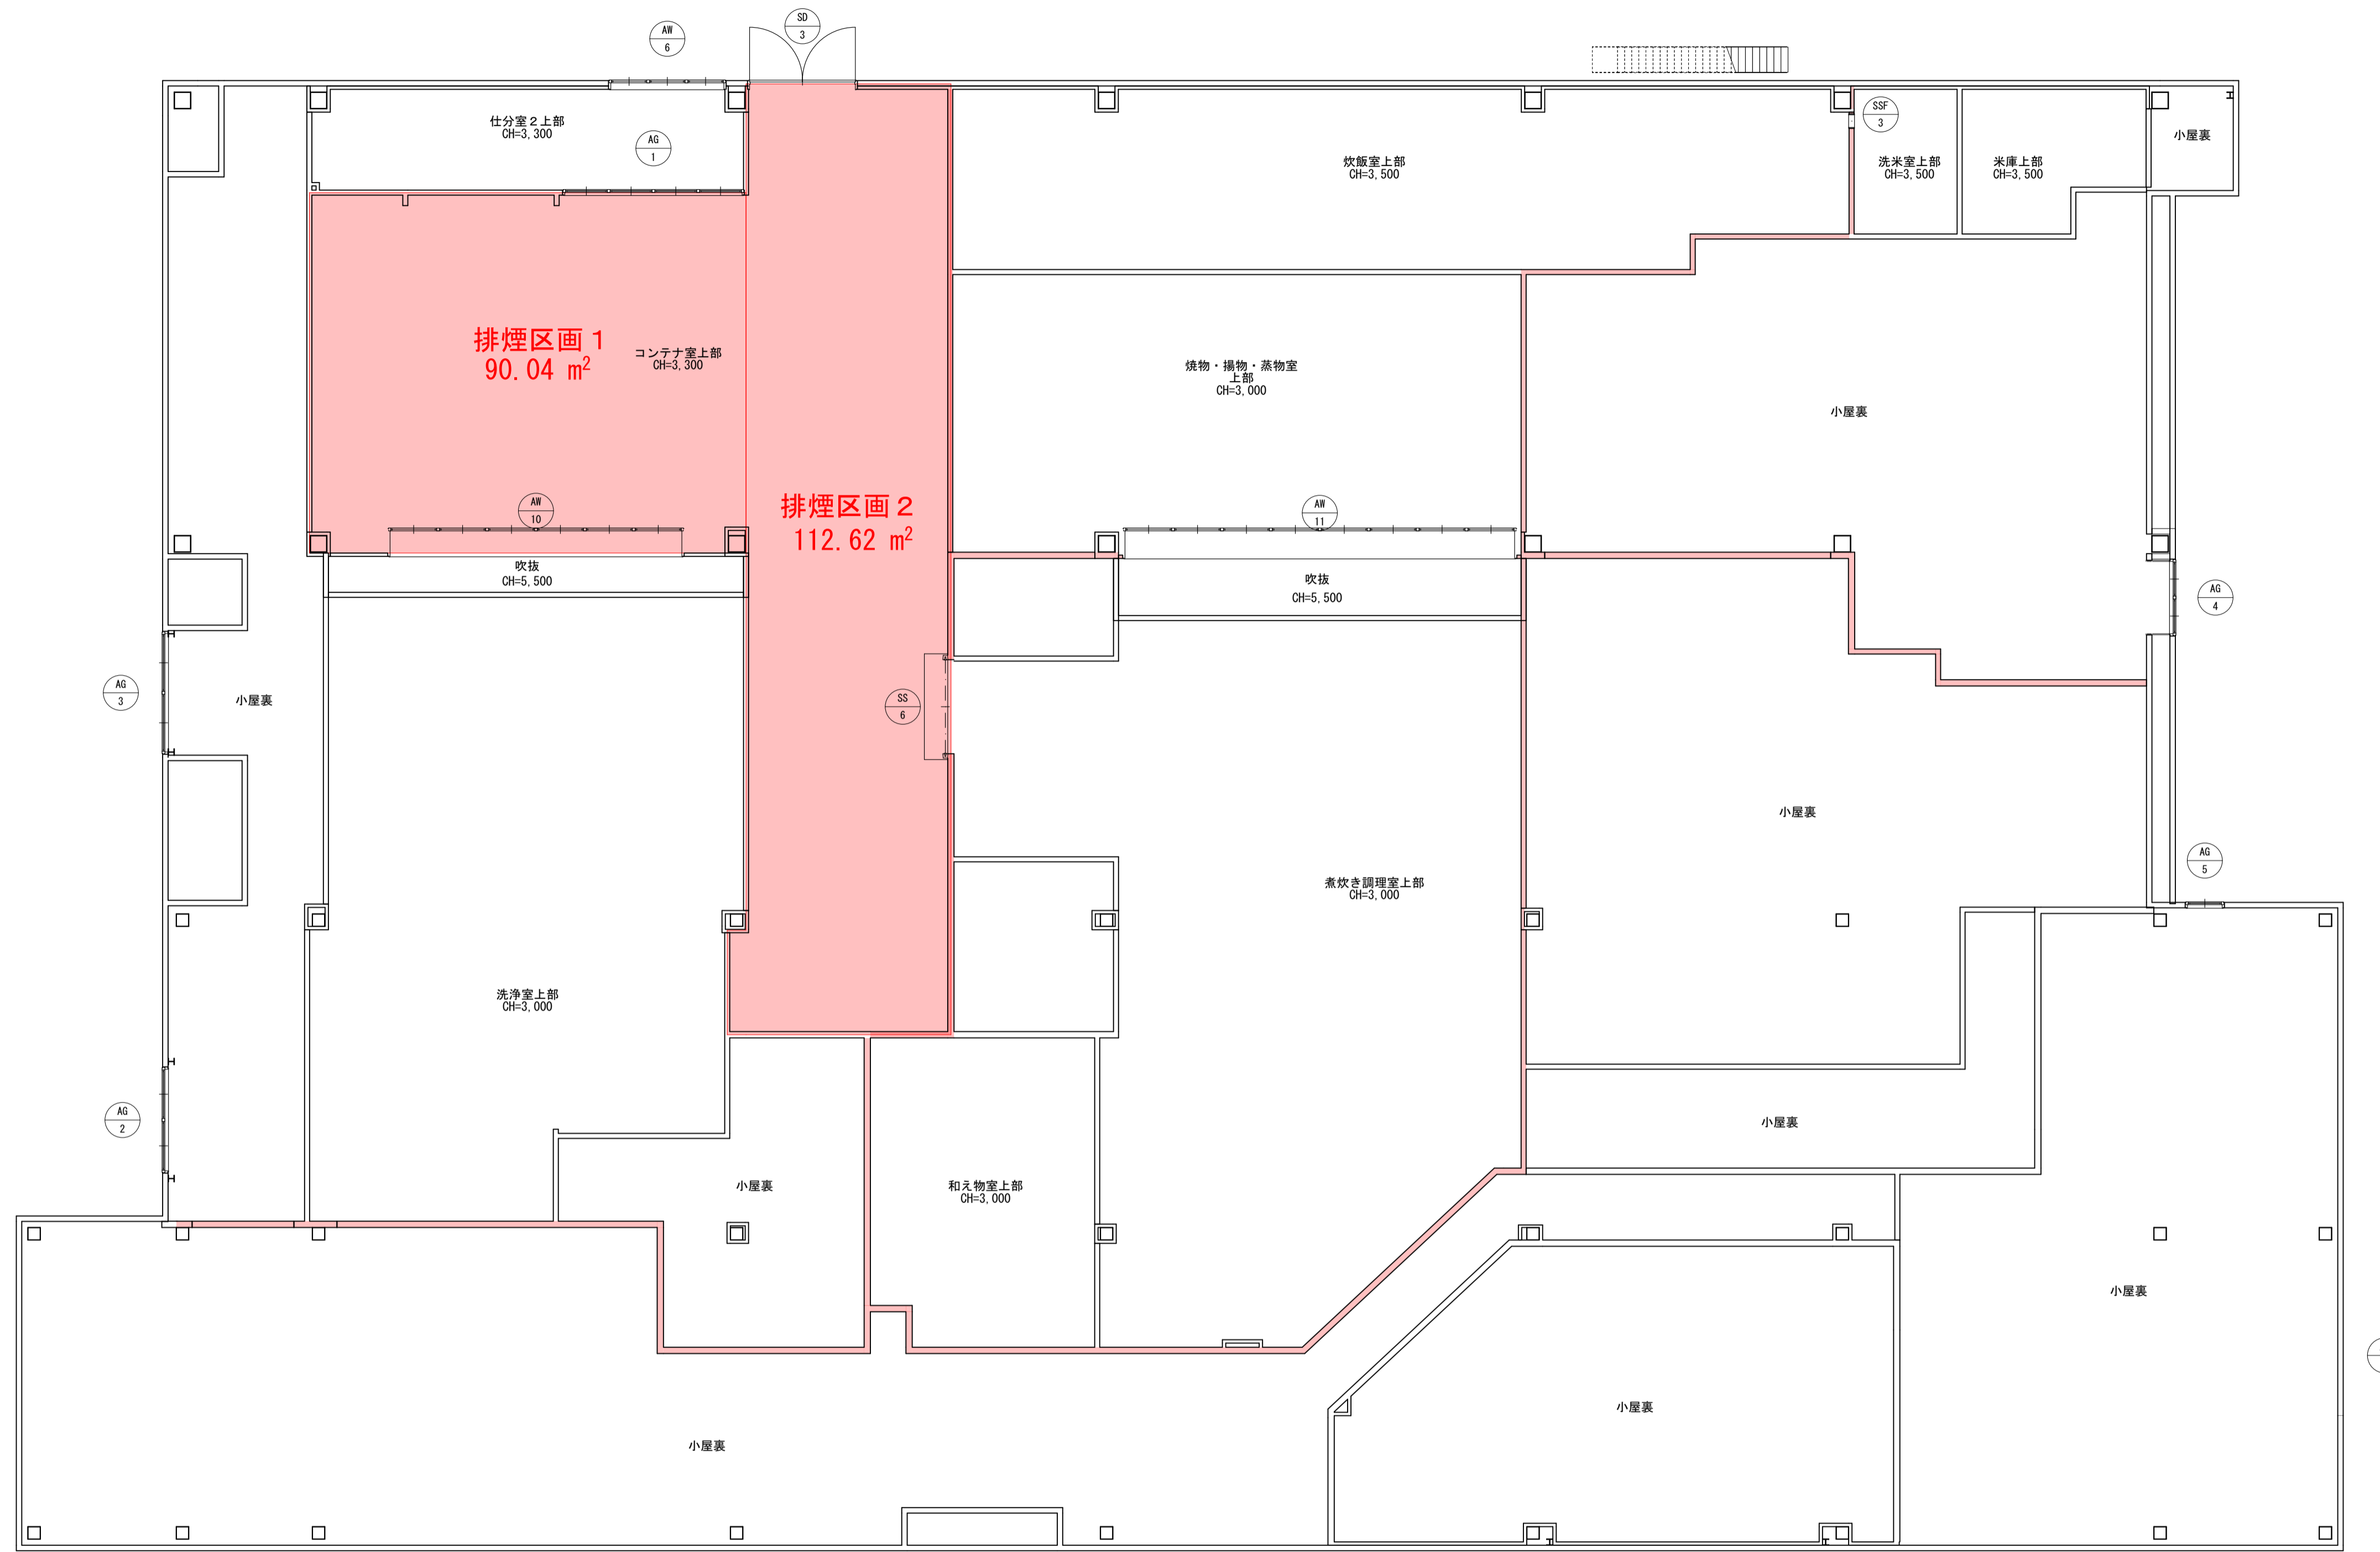 SD
3
AW
6
仕分室２上部
CH=3,300
AG
1
SSF
3
炊飯室上部
CH=3,500
洗米室上部
CH=3,500
米庫上部
CH=3,500
小屋裏
排煙区画１
90.04 m²
コンテナ室上部
CH=3,300
焼物・揚物・蒸物室
上部
CH=3,000
小屋裏
AW
10
排煙区画２
112.62 m²
AW
11
吹抜
CH=5,500
吹抜
CH=5,500
AG
4
AG
3
小屋裏
SS
6
小屋裏
AG
5
煮炊き調理室上部
CH=3,000
洗浄室上部
CH=3,000
AG
2
小屋裏
小屋裏
和え物室上部
CH=3,000
小屋裏
小屋裏
小屋裏